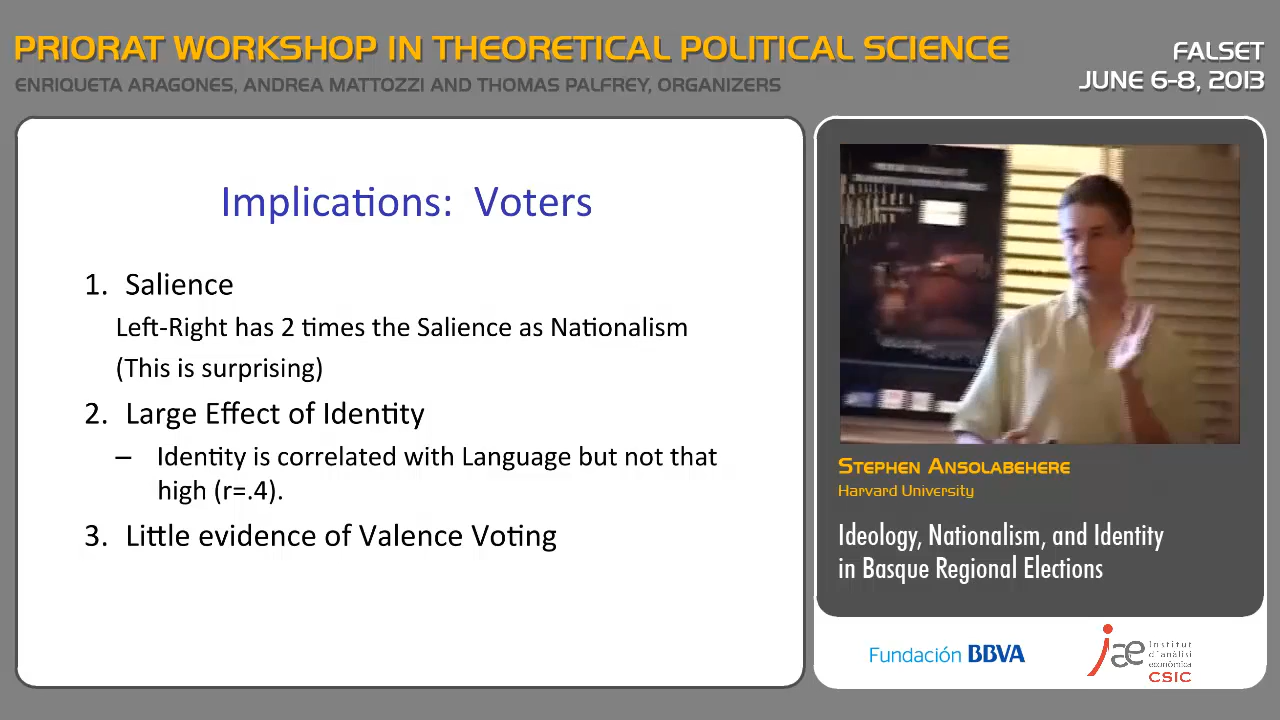 PRIORAT WORKSHOP IN THEORETICAL POLITICAL SCIENCE
ENRIQUETA ARAGONES, ANDREA MATTOZZI AND THOMAS PALFREY, ORGANIZERS
FALSET
JUNE 6-8, 2013
Implications: Voters
1. Salience
Left-Right has 2 times the Salience as Nationalism
(This is surprising)
2. Large Effect of Identity
– Identity is correlated with Language but not that
high (r=.4).
3. Little evidence of Valence Voting
STEPHEN ANSOLABEHERE
Harvard University
Ideology, Nationalism, and Identity
in Basque Regional Elections
Fundación BBVA
iae
Institut
d'anàlisi
econòmica
CSIC